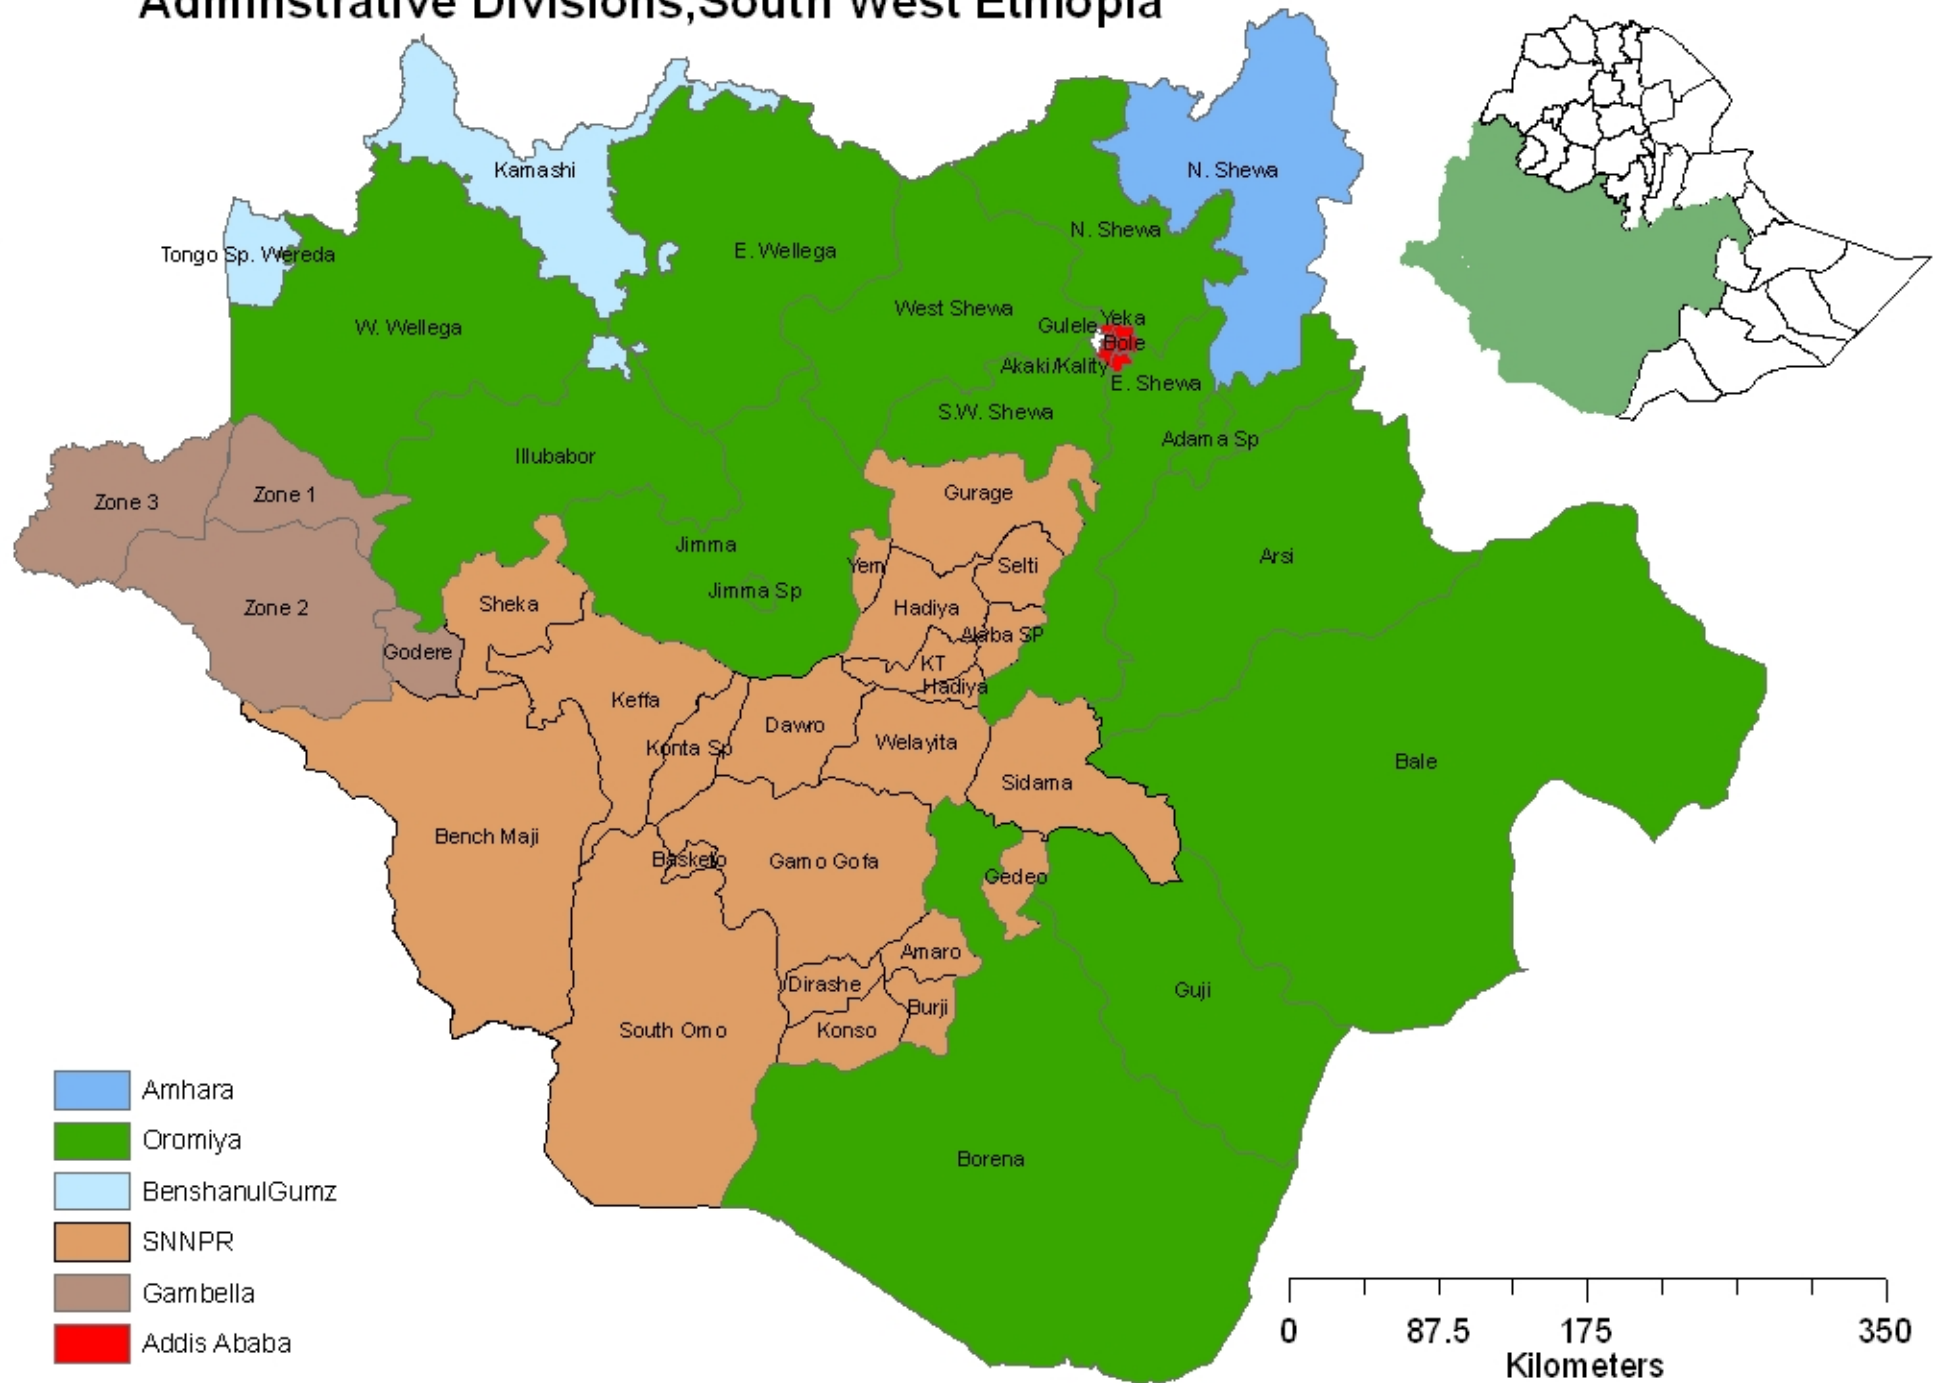 Adminstrative Divisions,South West Ethiopia
Kamashi
N. Shewa
Tongo Sp. Wereda
E. Wellega
N. Shewa
W. Wellega
West Shewa
Gulele
Yeka
Bole
Akaki/Kality
E. Shewa
S.W. Shewa
Adama Sp
Illubabor
Zone 3
Zone 1
Gurage
Jimma
Yem
Selti
Arsi
Jimma Sp
Zone 2
Sheka
Hadiya
Alaba SP
Godere
KT
Hadiya
Keffa
Konta Sp
Dawro
Welayita
Sidama
Bale
Bench Maji
Basketo
Gamo Gofa
Gedeo
Amaro
Dirashe
Burji
Guji
South Omo
Konso
Borena
Amhara
Oromiya
BenshanulGumz
SNNPR
Gambella
Addis Ababa
0 87.5 175 350
Kilometers